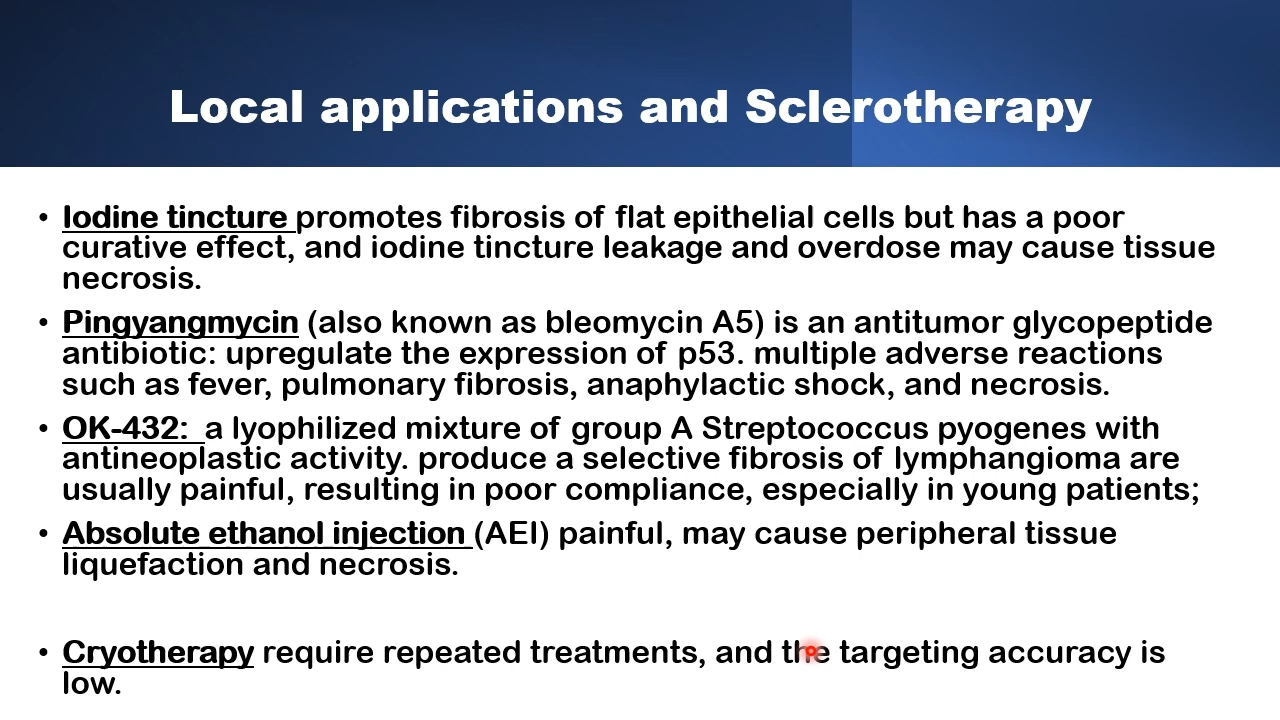 Local applications and Sclerotherapy
• Iodine tincture promotes fibrosis of flat epithelial cells but has a poor
curative effect, and iodine tincture leakage and overdose may cause tissue
necrosis.
• Pingyangmycin (also known as bleomycin A5) is an antitumor glycopeptide
antibiotic: upregulate the expression of p53. multiple adverse reactions
such as fever, pulmonary fibrosis, anaphylactic shock, and necrosis.
• OK-432: a lyophilized mixture of group A Streptococcus pyogenes with
antineoplastic activity. produce a selective fibrosis of lymphangioma are
usually painful, resulting in poor compliance, especially in young patients;
• Absolute ethanol injection (AEI) painful, may cause peripheral tissue
liquefaction and necrosis.
• Cryotherapy require repeated treatments, and the targeting accuracy is
low.